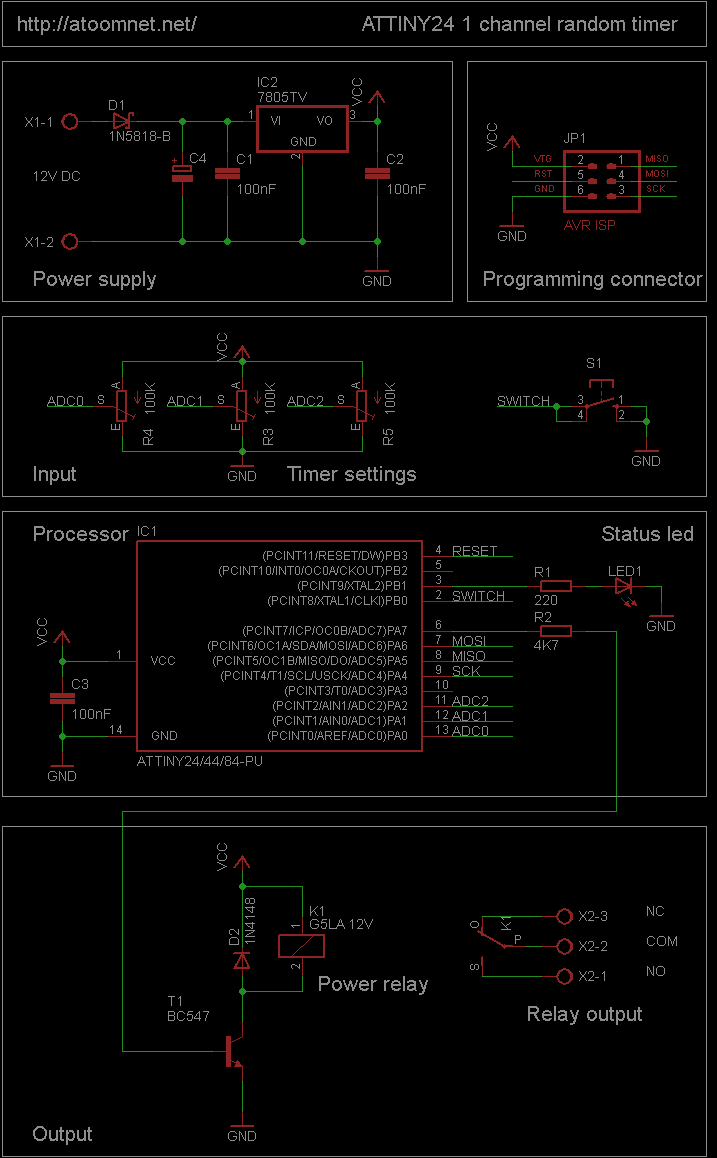 http://atoomnet.net/ ATTINY24 1 channel random timer
IC2
7805TV
VCC
D1
X1-1
1N5818-B
1 VI VO 3
GND
2
+
C4
C1
100nF
C2
100nF
12V DC
X1-2
GND
Power supply
VCC
JP1
VTG 2 1 MISO
RST 5 4 MOSI
GND 6 3 SCK
AVR ISP
GND
Programming connector
VCC
ADC0 S A E 100K R4
ADC1 S A E 100K R3
ADC2 S A E 100K R5
GND
Input Timer settings
S1
SWITCH 3 1
4 2
GND
Processor IC1 Status led
(PCINT11/RESET/DW)PB3 4 RESET
(PCINT10/INT0/OC0A/CKOUT)PB2 5
(PCINT9/XTAL2)PB1 3
(PCINT8/XTAL1/CLKI)PB0 2 SWITCH
(PCINT7/ICP/OC0B/ADC7)PA7 6
(PCINT6/OC1A/SDA/MOSI/ADC6)PA6 7 MOSI
(PCINT5/OC1B/MISO/DO/ADC5)PA5 8 MISO
(PCINT4/T1/SCL/USCK/ADC4)PA4 9 SCK
(PCINT3/T0/ADC3)PA3 10
(PCINT2/AIN1/ADC2)PA2 11 ADC2
(PCINT1/AIN0/ADC1)PA1 12 ADC1
(PCINT0/AREF/ADC0)PA0 13 ADC0
R1
220
LED1
GND
R2
4K7
VCC
1 VCC
C3
100nF
14 GND
GND
ATTINY24/44/84-PU
VCC
D2
1N4148
K1
G5LA 12V
1
2
Power relay
T1
BC547
GND
Output
O K1
P
S
X2-3 NC
X2-2 COM
X2-1 NO
Relay output